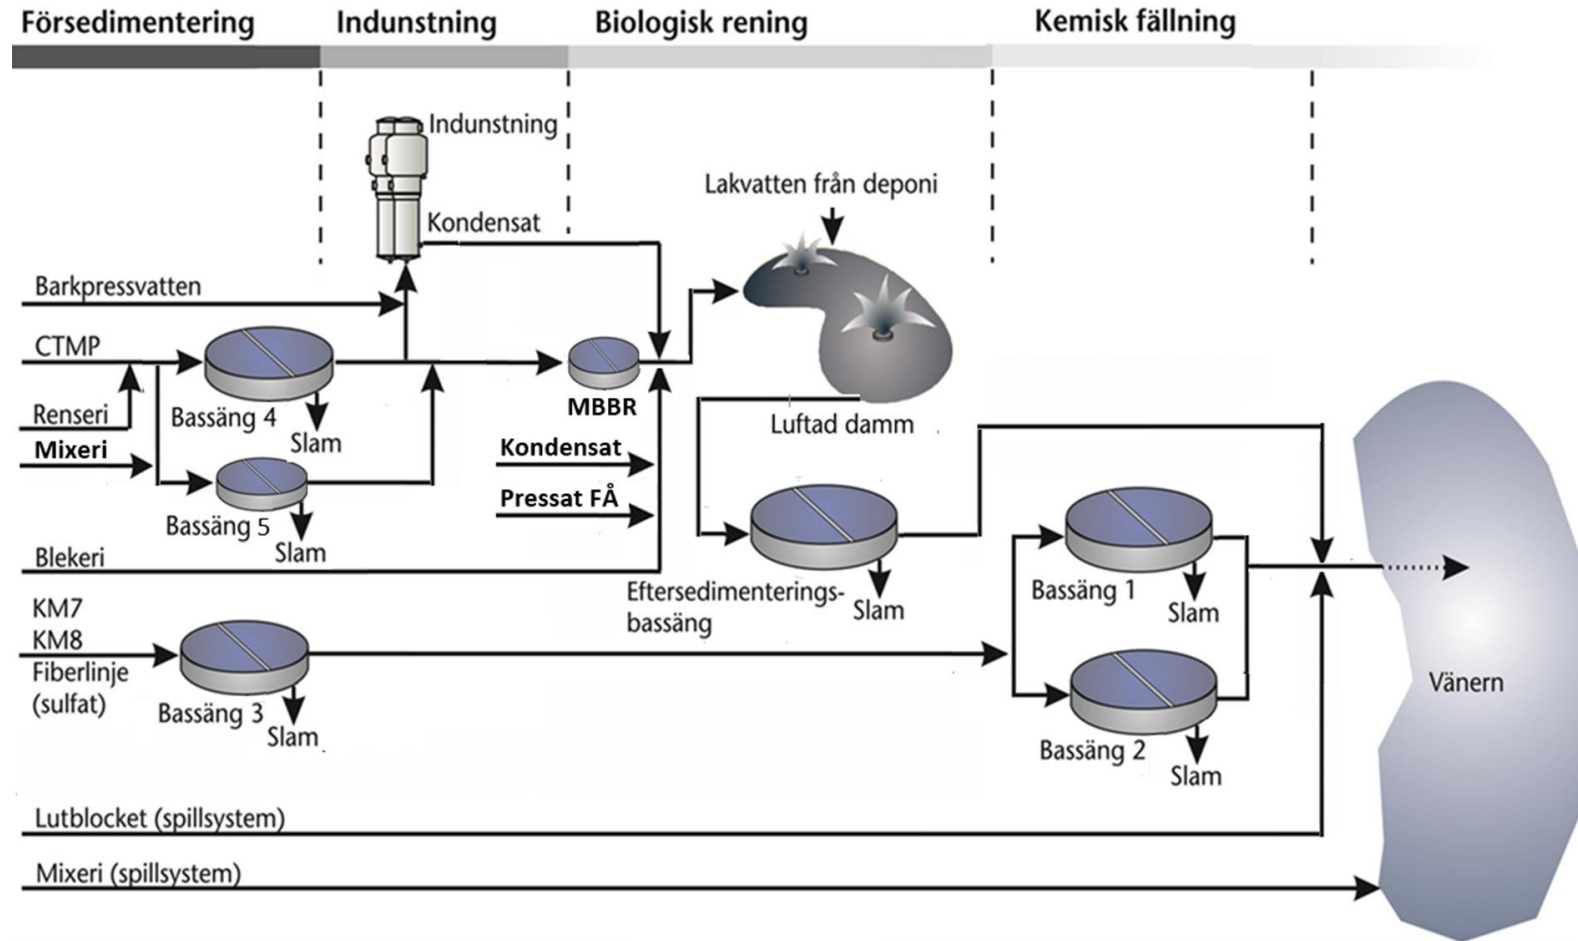 Försedimentering
Indunstning
Biologisk rening
Kemisk fällning
Indunstning
Kondensat
Lakvatten från deponi
Barkpressvatten
CTMP
Renseri
Mixeri
Bassäng 4
Slam
MBBR
Luftad damm
Kondensat
Pressat FÅ
Bassäng 5
Slam
Blekeri
Eftersedimenterings-
bassäng
Slam
Bassäng 1
Slam
KM7
KM8
Fiberlinje
(sulfat)
Bassäng 3
Slam
Bassäng 2
Slam
Vänern
Lutblocket (spillsystem)
Mixeri (spillsystem)